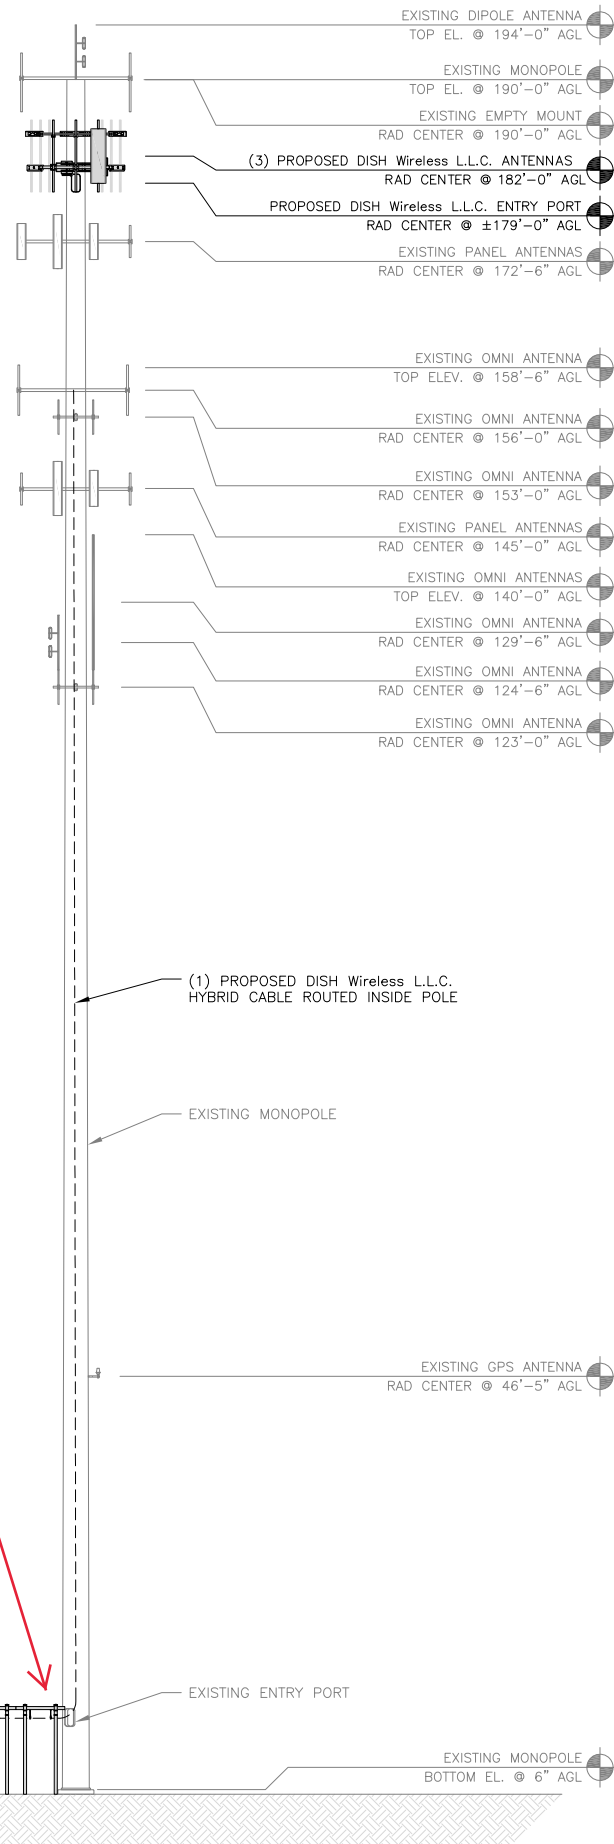 EXISTING DIPOLE ANTENNA
TOP EL. @ 194'-0" AGL
EXISTING MONOPOLE
TOP EL. @ 190'-0" AGL
EXISTING EMPTY MOUNT
RAD CENTER @ 190'-0" AGL
(3) PROPOSED DISH Wireless L.L.C. ANTENNAS
RAD CENTER @ 182'-0" AGL
PROPOSED DISH Wireless L.L.C. ENTRY PORT
RAD CENTER @ ±179'-0" AGL
EXISTING PANEL ANTENNAS
RAD CENTER @ 172'-6" AGL
EXISTING OMNI ANTENNA
TOP ELEV. @ 158'-6" AGL
EXISTING OMNI ANTENNA
RAD CENTER @ 156'-0" AGL
EXISTING OMNI ANTENNA
RAD CENTER @ 153'-0" AGL
EXISTING PANEL ANTENNAS
RAD CENTER @ 145'-0" AGL
EXISTING OMNI ANTENNAS
TOP ELEV. @ 140'-0" AGL
EXISTING OMNI ANTENNA
RAD CENTER @ 129'-6" AGL
EXISTING OMNI ANTENNA
RAD CENTER @ 124'-6" AGL
EXISTING OMNI ANTENNA
RAD CENTER @ 123'-0" AGL
(1) PROPOSED DISH Wireless L.L.C.
HYBRID CABLE ROUTED INSIDE POLE
EXISTING MONOPOLE
EXISTING GPS ANTENNA
RAD CENTER @ 46'-5" AGL
EXISTING ENTRY PORT
EXISTING MONOPOLE
BOTTOM EL. @ 6" AGL